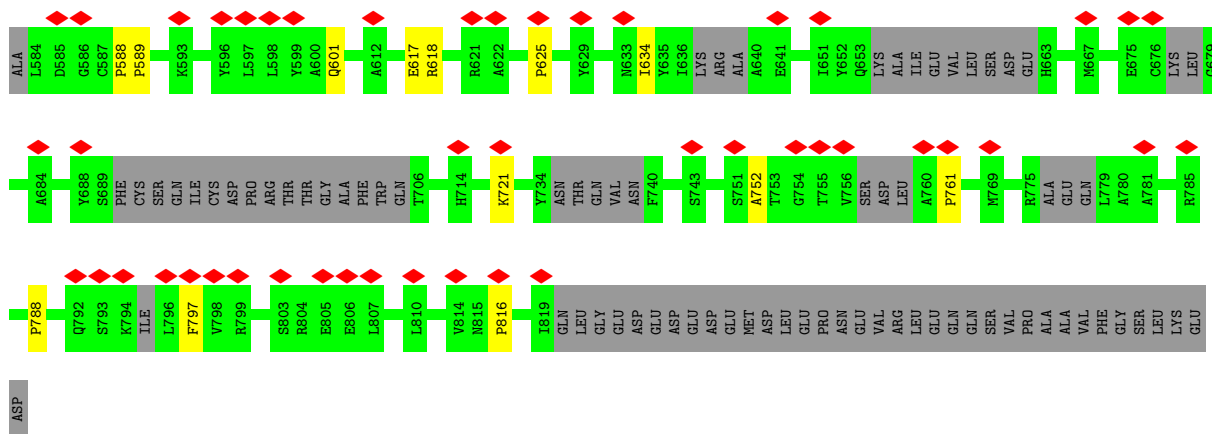 ALA L584 D585 G586 C587 P588 P589 K593 Y596 L597 L598 Y599 A600 Q601 A612 E617 R618 R621 A622 P625 Y629 N633 I634 Y635 I636 LYS ARG ALA A640 E641 I651 Y652 Q653 LYS ALA ILE GLU VAL LEU SER ASP GLU H663 M667 E675 C676 LYS LEU G679
A684 Y688 S689 PHE CYS SER GLN ILE CYS ASP PRO ARG THR THR GLY ALA PHE TRP GLN T706 H714 K721 Y734 ASN THR GLN VAL ASN F740 S743 S751 A752 T753 G754 T755 V756 SER ASP LEU A760 P761 M769 R775 ALA GLU GLN L779 A780 A781 R785
P788 Q792 S793 K794 ILE L796 F797 V798 R799 S803 R804 E805 E806 L807 L810 V814 N815 P816 I819 GLN LEU GLY GLU ASP GLU ASP GLU ASP GLU MET ASP LEU GLU PRO ASN GLU VAL ARG LEU GLU GLN GLN SER VAL PRO ALA ALA VAL PHE GLY SER LEU LYS GLU
ASP